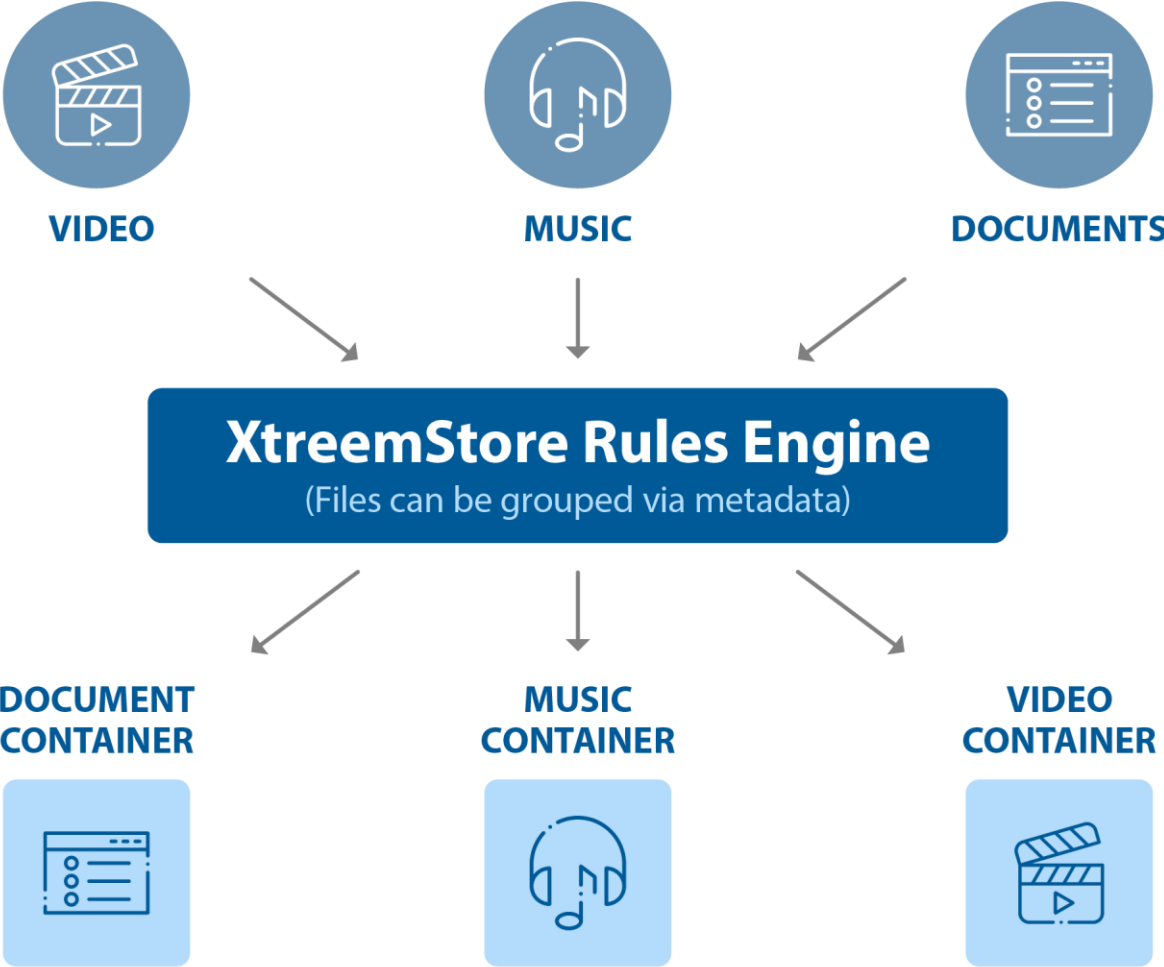 VIDEO
MUSIC
DOCUMENTS
XtreemStore Rules Engine
(Files can be grouped via metadata)
DOCUMENT
CONTAINER
MUSIC
CONTAINER
VIDEO
CONTAINER